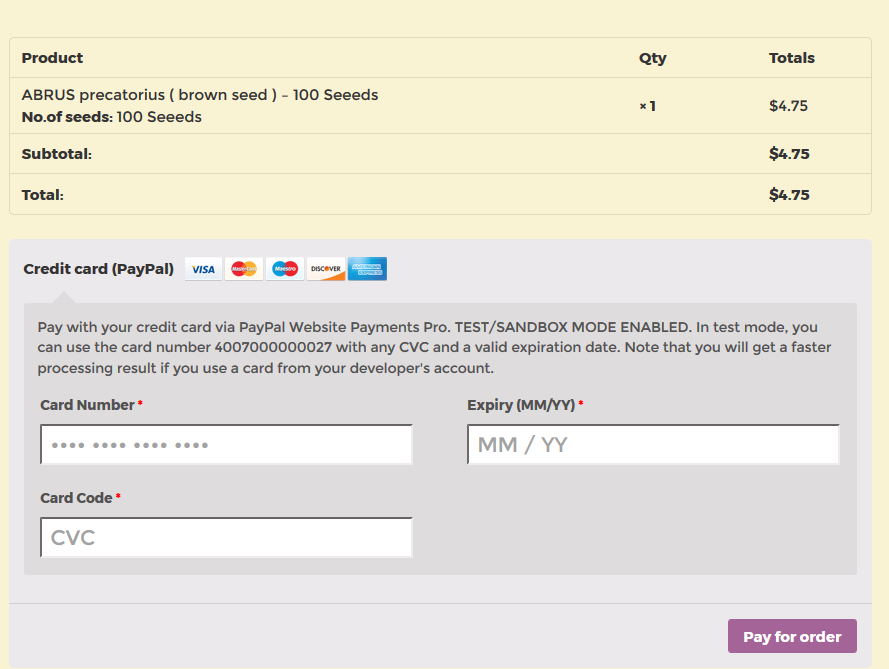 Product Qty Totals
ABRUS precatorius ( brown seed ) – 100 Seeeds
No.of seeds: 100 Seeeds × 1 $4.75
Subtotal: $4.75
Total: $4.75
Credit card (PayPal) VISA MasterCard Maestro DISCOVER AMERICAN EXPRESS
Pay with your credit card via PayPal Website Payments Pro. TEST/SANDBOX MODE ENABLED. In test mode, you
can use the card number 4007000000027 with any CVC and a valid expiration date. Note that you will get a faster
processing result if you use a card from your developer's account.
Card Number * Expiry (MM/YY) *
•••• •••• •••• •••• MM / YY
Card Code *
CVC
Pay for order